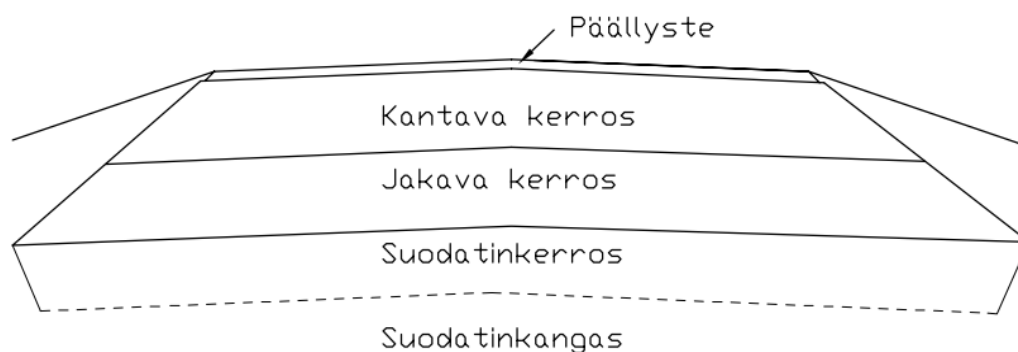 Päällyste
Kantava kerros
Jakava kerros
Suodatinkerros
Suodatinkangas